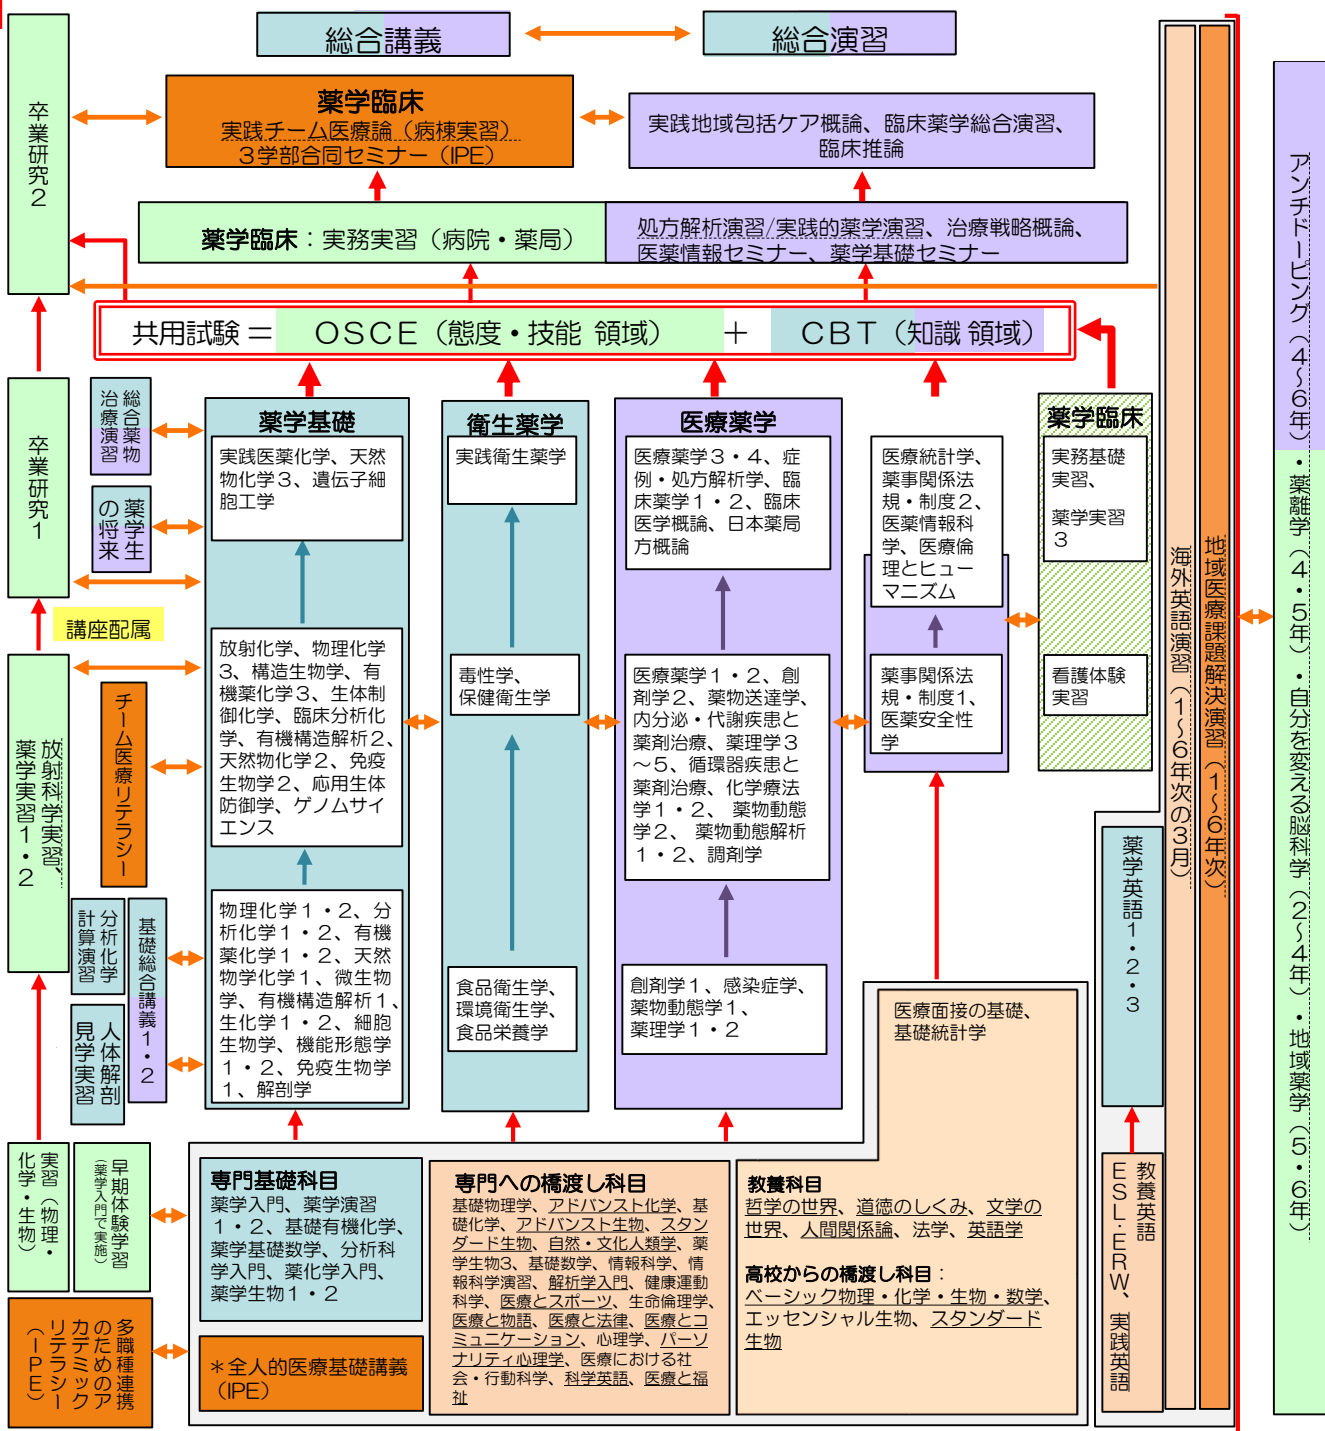 総合講義
総合演習
卒業研究２
薬学臨床
実践チーム医療論（病棟実習）
３学部合同セミナー（IPE）
実践地域包括ケア概論、臨床薬学総合演習、
臨床推論
薬学臨床：実務実習（病院・薬局）
処方解析演習/実践的薬学演習、治療戦略概論、
医薬情報セミナー、薬学基礎セミナー
共用試験＝　ＯＳＣＥ（態度・技能 領域）　＋　ＣＢＴ（知識 領域）
卒業研究１
総合薬物
治療演習
薬学生
の将来
講座配属
放射科学実習、
薬学実習１・２
チーム医療リテラシー
分析化学
計算演習
人体解剖
見学実習
基礎総合講義１・２
実習（物理・
化学・生物）
早期体験学習
（薬学入門で実施）
多職種連携
のためのア
カデミック
リテラシー
（ＩＰＥ）
薬学基礎
実践医薬化学、天然
物化学３、遺伝子細
胞工学
放射化学、物理化学
３、構造生物学、有
機薬化学３、生体制
御化学、臨床分析化
学、有機構造解析２、
天然物化学２、免疫
生物学２、応用生体
防御学、ゲノムサイ
エンス
物理化学１・２、分
析化学１・２、有機
薬化学１・２、天然
物学化学１、微生物
学、有機構造解析１、
生化学１・２、細胞
生物学、機能形態学
１・２、免疫生物学
１、解剖学
衛生薬学
実践衛生薬学
毒性学、
保健衛生学
食品衛生学、
環境衛生学、
食品栄養学
医療薬学
医療薬学３・４、症
例・処方解析学、臨
床薬学１・２、臨床
医学概論、日本薬局
方概論
医療薬学１・２、創
剤学２、薬物送達学、
内分泌・代謝疾患と
薬剤治療、薬理学３
～５、循環器疾患と
薬剤治療、化学療法
学１・２、 薬物動態
学２、 薬物動態解析
１・２、調剤学
創剤学１、感染症学、
薬物動態学１、
薬理学１・２
医療統計学、
薬事関係法
規・制度２、
医薬情報科
学、医療倫
理とヒュー
マニズム
薬事関係法
規・制度１、
医薬安全性
学
薬学臨床
実務基礎
実習、
薬学実習
３
看護体験
実習
専門基礎科目
薬学入門、薬学演習
１・２、基礎有機化学、
薬学基礎数学、分析科
学入門、薬化学入門、
薬学生物１・２
＊全人的医療基礎講義
（IPE）
専門への橋渡し科目
基礎物理学、アドバンスト化学、基
礎化学、アドバンスト生物、スタン
ダード生物、自然・文化人類学、薬
学生物3、基礎数学、情報科学、情
報科学演習、解析学入門、健康運動
科学、医療とスポーツ、生命倫理学、
医療と物語、医療と法律、医療とコ
ミュニケーション、心理学、パーソ
ナリティ心理学、医療における社
会・行動科学、科学英語、医療と福
祉
医療面接の基礎、
基礎統計学
教養科目
哲学の世界、道徳のしくみ、文学の
世界、人間関係論、法学、英語学
高校からの橋渡し科目：
ベーシック物理・化学・生物・数学、
エッセンシャル生物、スタンダード
生物
薬学英語１・２・３
教養英語
ＥＳＬ・ＥＲＷ、実践英語
海外英語演習（１～６年次の３月）
地域医療課題解決演習（１～６年次）
アンチドーピング（４～６年）・薬離学（４・５年）・自分を変える脳科学（２～４年）・地域薬学（５・６年）